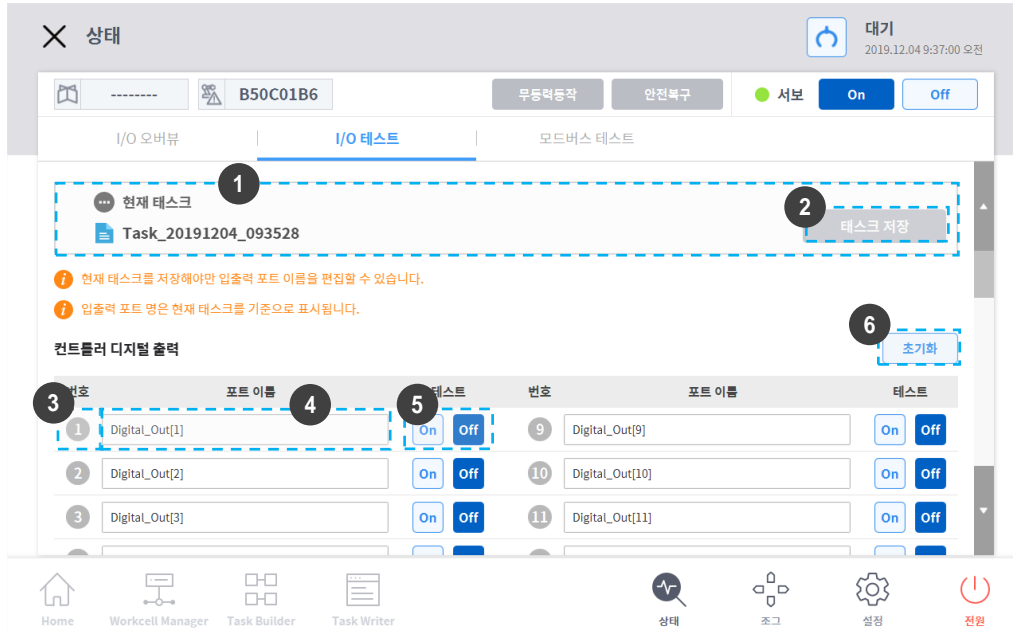 상태
대기
2019.12.04 9:37:00 오전
-------- B50C01B6 무동력동작 안전복구 서보 On Off
I/O 오버뷰 I/O 테스트 모드버스 테스트
1
현재 태스크
2
Task_20191204_093528 태스크 저장
현재 태스크를 저장해야만 입출력 포트 이름을 편집할 수 있습니다.
입출력 포트 명은 현재 태스크를 기준으로 표시됩니다.
6
컨트롤러 디지털 출력 초기화
번호 포트 이름 테스트 번호 포트 이름 테스트
3 4 5
1 Digital_Out[1] On Off 9 Digital_Out[9] On Off
2 Digital_Out[2] On Off 10 Digital_Out[10] On Off
3 Digital_Out[3] On Off 11 Digital_Out[11] On Off
Home Workcell Manager Task Builder Task Writer 상태 조그 설정 전원